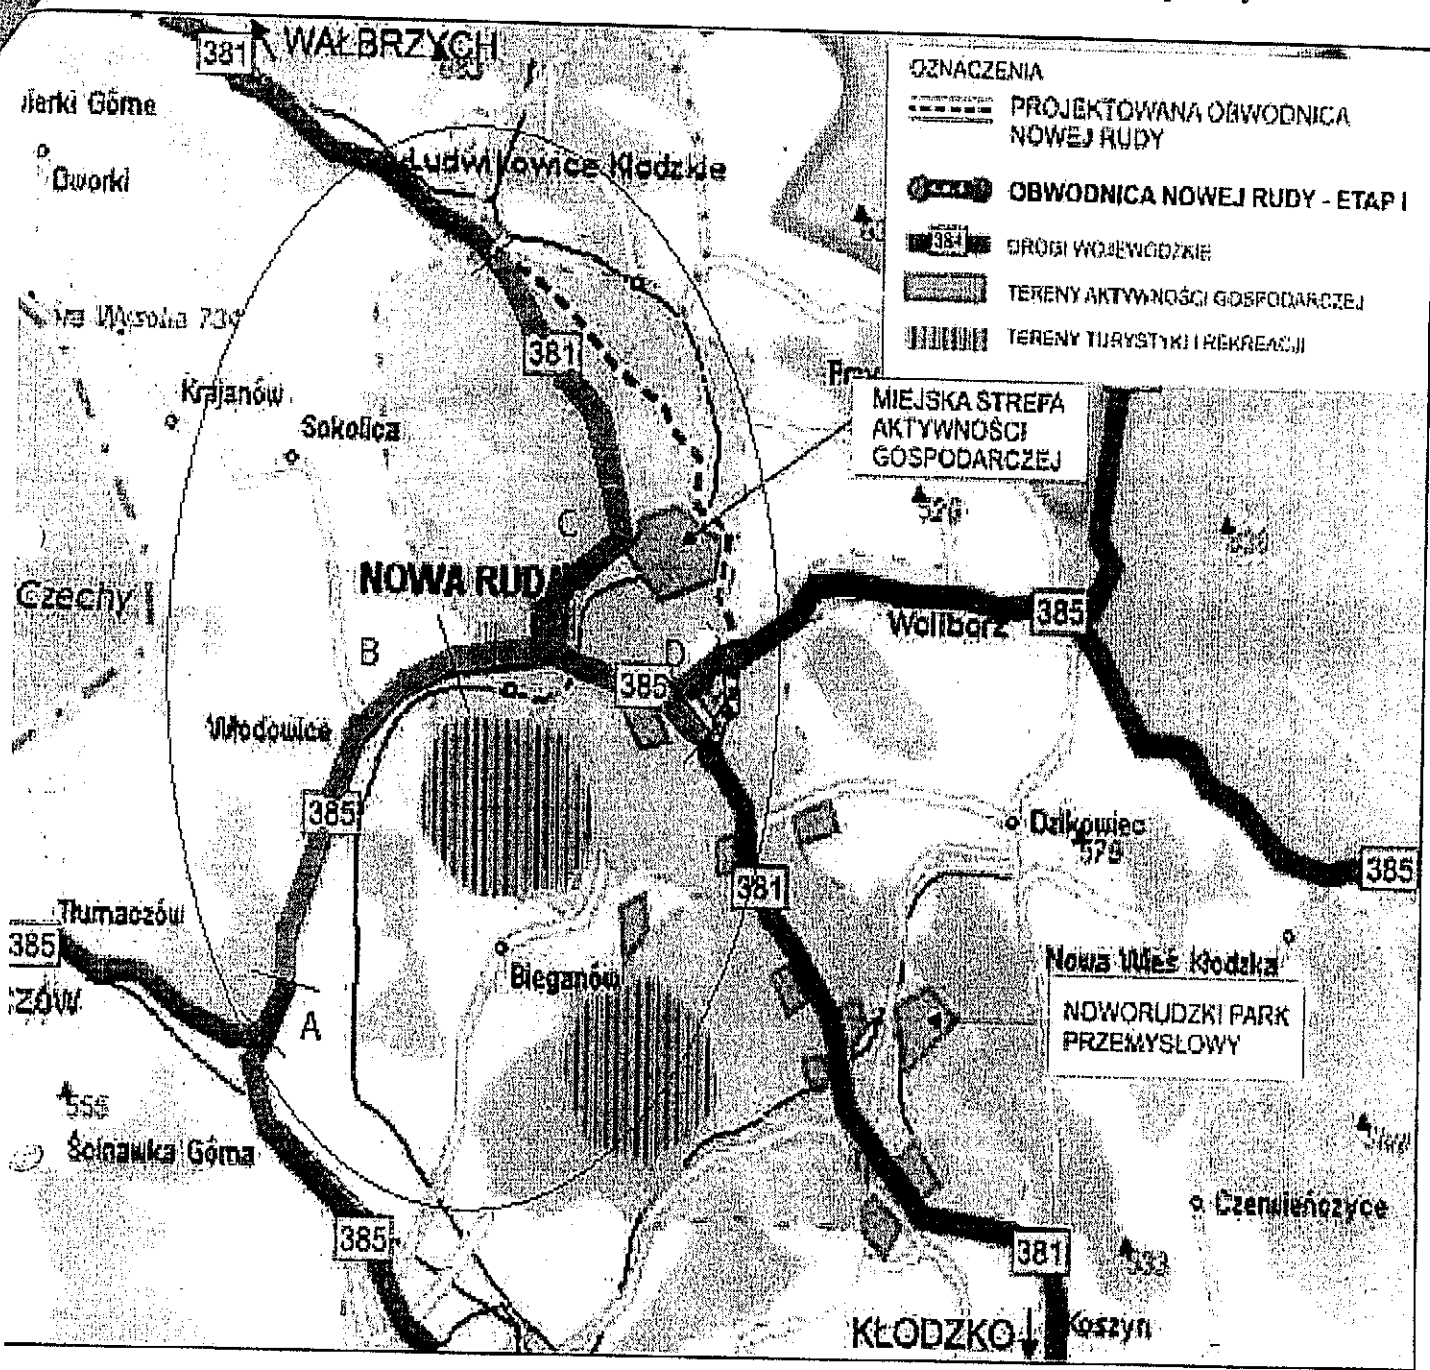 381
WAŁBRZYCH
Górne
Dworki
Ludwikowice Kłodzkie
OZNACZENIA
PROJEKTOWANA OBWODNICA
NOWEJ RUDY
OBWODNICA NOWEJ RUDY - ETAP I
381
DROGI WOJEWÓDZKIE
TERENY AKTYWNOŚCI GOSPODARCZEJ
TERENY TURYSTYKI I REKREACJI
381
Krajanów
Sokolica
MIEJSKA STREFA
AKTYWNOŚCI
GOSPODARCZEJ
C
NOWA RUDA
Czechy
B
D
385
Wolibórz
385
Włodowice
385
Dzikowiec
381
385
Tłumaczów
385
Bieganów
Nowa Wieś Kłodzka
A
NOWORUDZKI PARK
PRZEMYSŁOWY
Ścinawka Górna
385
Czerwieńczyce
381
KŁODZKO
Koszyn